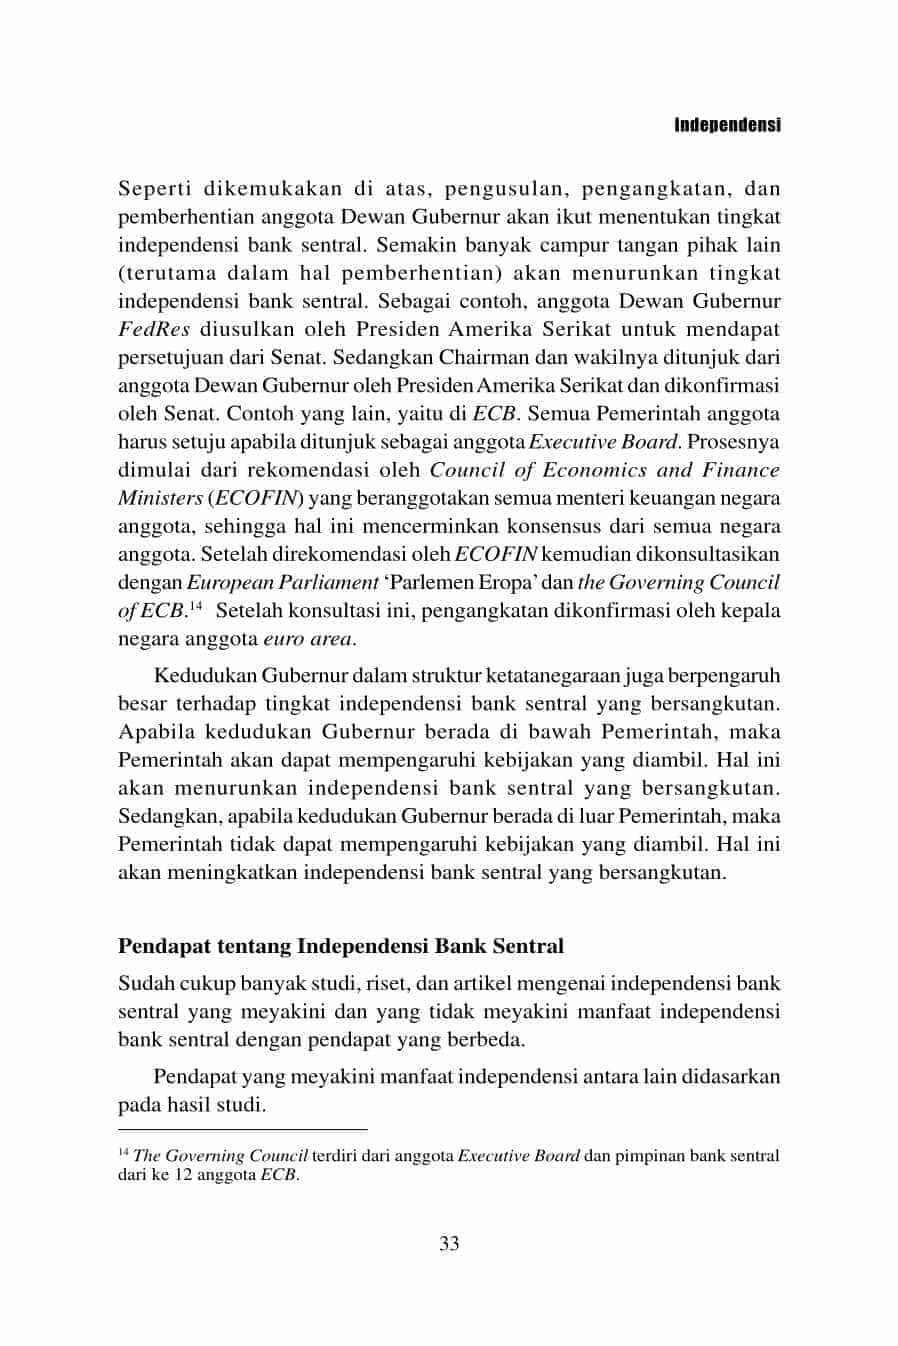 Independensi
Seperti dikemukakan di atas, pengusulan, pengangkatan, dan
pemberhentian anggota Dewan Gubernur akan ikut menentukan tingkat
independensi bank sentral. Semakin banyak campur tangan pihak lain
(terutama dalam hal pemberhentian) akan menurunkan tingkat
independensi bank sentral. Sebagai contoh, anggota Dewan Gubernur
FedRes diusulkan oleh Presiden Amerika Serikat untuk mendapat
persetujuan dari Senat. Sedangkan Chairman dan wakilnya ditunjuk dari
anggota Dewan Gubernur oleh Presiden Amerika Serikat dan dikonfirmasi
oleh Senat. Contoh yang lain, yaitu di ECB. Semua Pemerintah anggota
harus setuju apabila ditunjuk sebagai anggota Executive Board. Prosesnya
dimulai dari rekomendasi oleh Council of Economics and Finance
Ministers (ECOFIN) yang beranggotakan semua menteri keuangan negara
anggota, sehingga hal ini mencerminkan konsensus dari semua negara
anggota. Setelah direkomendasi oleh ECOFIN kemudian dikonsultasikan
dengan European Parliament ‘Parlemen Eropa’ dan the Governing Council
of ECB.14 Setelah konsultasi ini, pengangkatan dikonfirmasi oleh kepala
negara anggota euro area.
Kedudukan Gubernur dalam struktur ketatanegaraan juga berpengaruh
besar terhadap tingkat independensi bank sentral yang bersangkutan.
Apabila kedudukan Gubernur berada di bawah Pemerintah, maka
Pemerintah akan dapat mempengaruhi kebijakan yang diambil. Hal ini
akan menurunkan independensi bank sentral yang bersangkutan.
Sedangkan, apabila kedudukan Gubernur berada di luar Pemerintah, maka
Pemerintah tidak dapat mempengaruhi kebijakan yang diambil. Hal ini
akan meningkatkan independensi bank sentral yang bersangkutan.
Pendapat tentang Independensi Bank Sentral
Sudah cukup banyak studi, riset, dan artikel mengenai independensi bank
sentral yang meyakini dan yang tidak meyakini manfaat independensi
bank sentral dengan pendapat yang berbeda.
Pendapat yang meyakini manfaat independensi antara lain didasarkan
pada hasil studi.
14 The Governing Council terdiri dari anggota Executive Board dan pimpinan bank sentral
dari ke 12 anggota ECB.
33